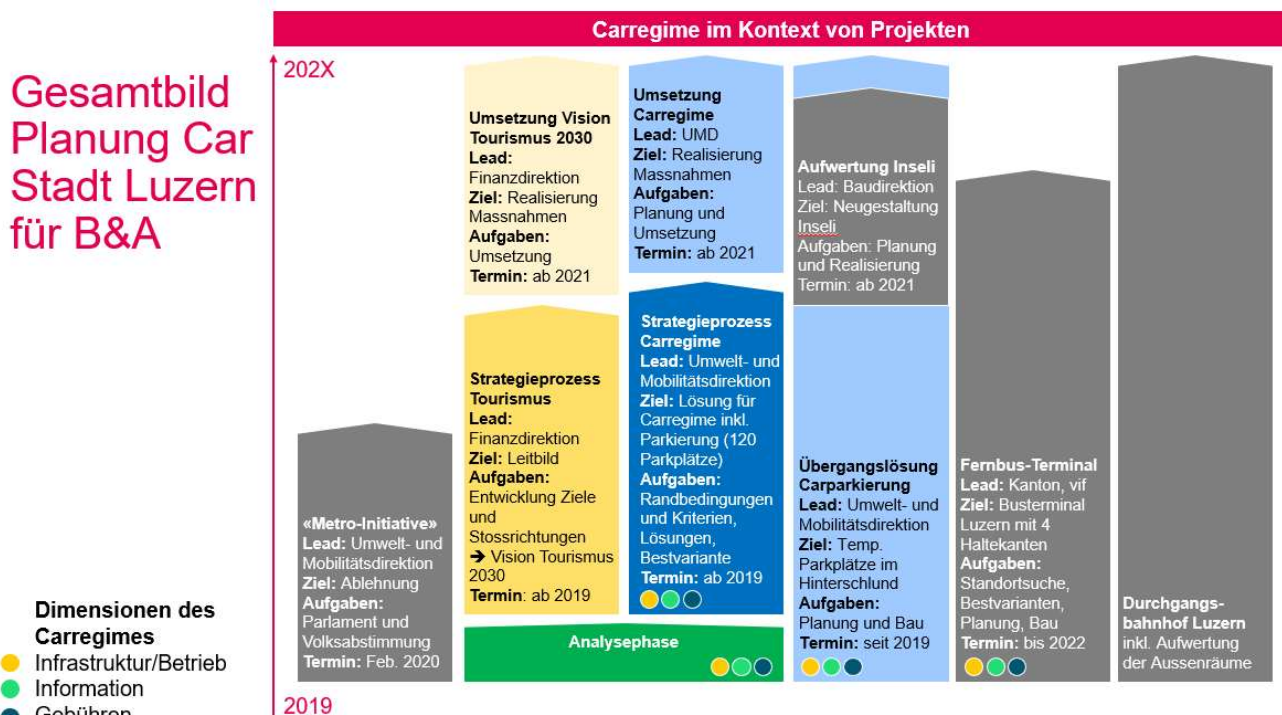 Carregime im Kontext von Projekten
Gesamtbild
Planung Car
Stadt Luzern
für B&A
202X
Umsetzung Vision
Tourismus 2030
Lead:
Finanzdirektion
Ziel: Realisierung
Massnahmen
Aufgaben:
Umsetzung
Termin: ab 2021
Umsetzung
Carregime
Lead: UMD
Ziel: Realisierung
Massnahmen
Aufgaben:
Planung und
Umsetzung
Termin: ab 2021
Aufwertung Inseli
Lead: Baudirektion
Ziel: Neugestaltung
Inseli
Aufgaben: Planung
und Realisierung
Termin: ab 2021
«Metro-Initiative»
Lead: Umwelt- und
Mobilitätsdirektion
Ziel: Ablehnung
Aufgaben:
Parlament und
Volksabstimmung
Termin: Feb. 2020
Strategieprozess
Tourismus
Lead:
Finanzdirektion
Ziel: Leitbild
Aufgaben:
Entwicklung Ziele
und
Stossrichtungen
➔ Vision Tourismus
2030
Termin: ab 2019
Strategieprozess
Carregime
Lead: Umwelt- und
Mobilitätsdirektion
Ziel: Lösung für
Carregime inkl.
Parkierung (120
Parkplätze)
Aufgaben:
Randbedingungen
und Kriterien,
Lösungen,
Bestvariante
Termin: ab 2019
Analysephase
Übergangslösung
Carparkierung
Lead: Umwelt- und
Mobilitätsdirektion
Ziel: Temp.
Parkplätze im
Hinterschlund
Aufgaben:
Planung und Bau
Termin: seit 2019
Fernbus-Terminal
Lead: Kanton, vif
Ziel: Busterminal
Luzern mit 4
Haltekanten
Aufgaben:
Standortsuche,
Bestvarianten,
Planung, Bau
Termin: bis 2022
Durchgangs-
bahnhof Luzern
inkl. Aufwertung
der Aussenräume
Dimensionen des
Carregimes
Infrastruktur/Betrieb
Information
Gebühren
2019